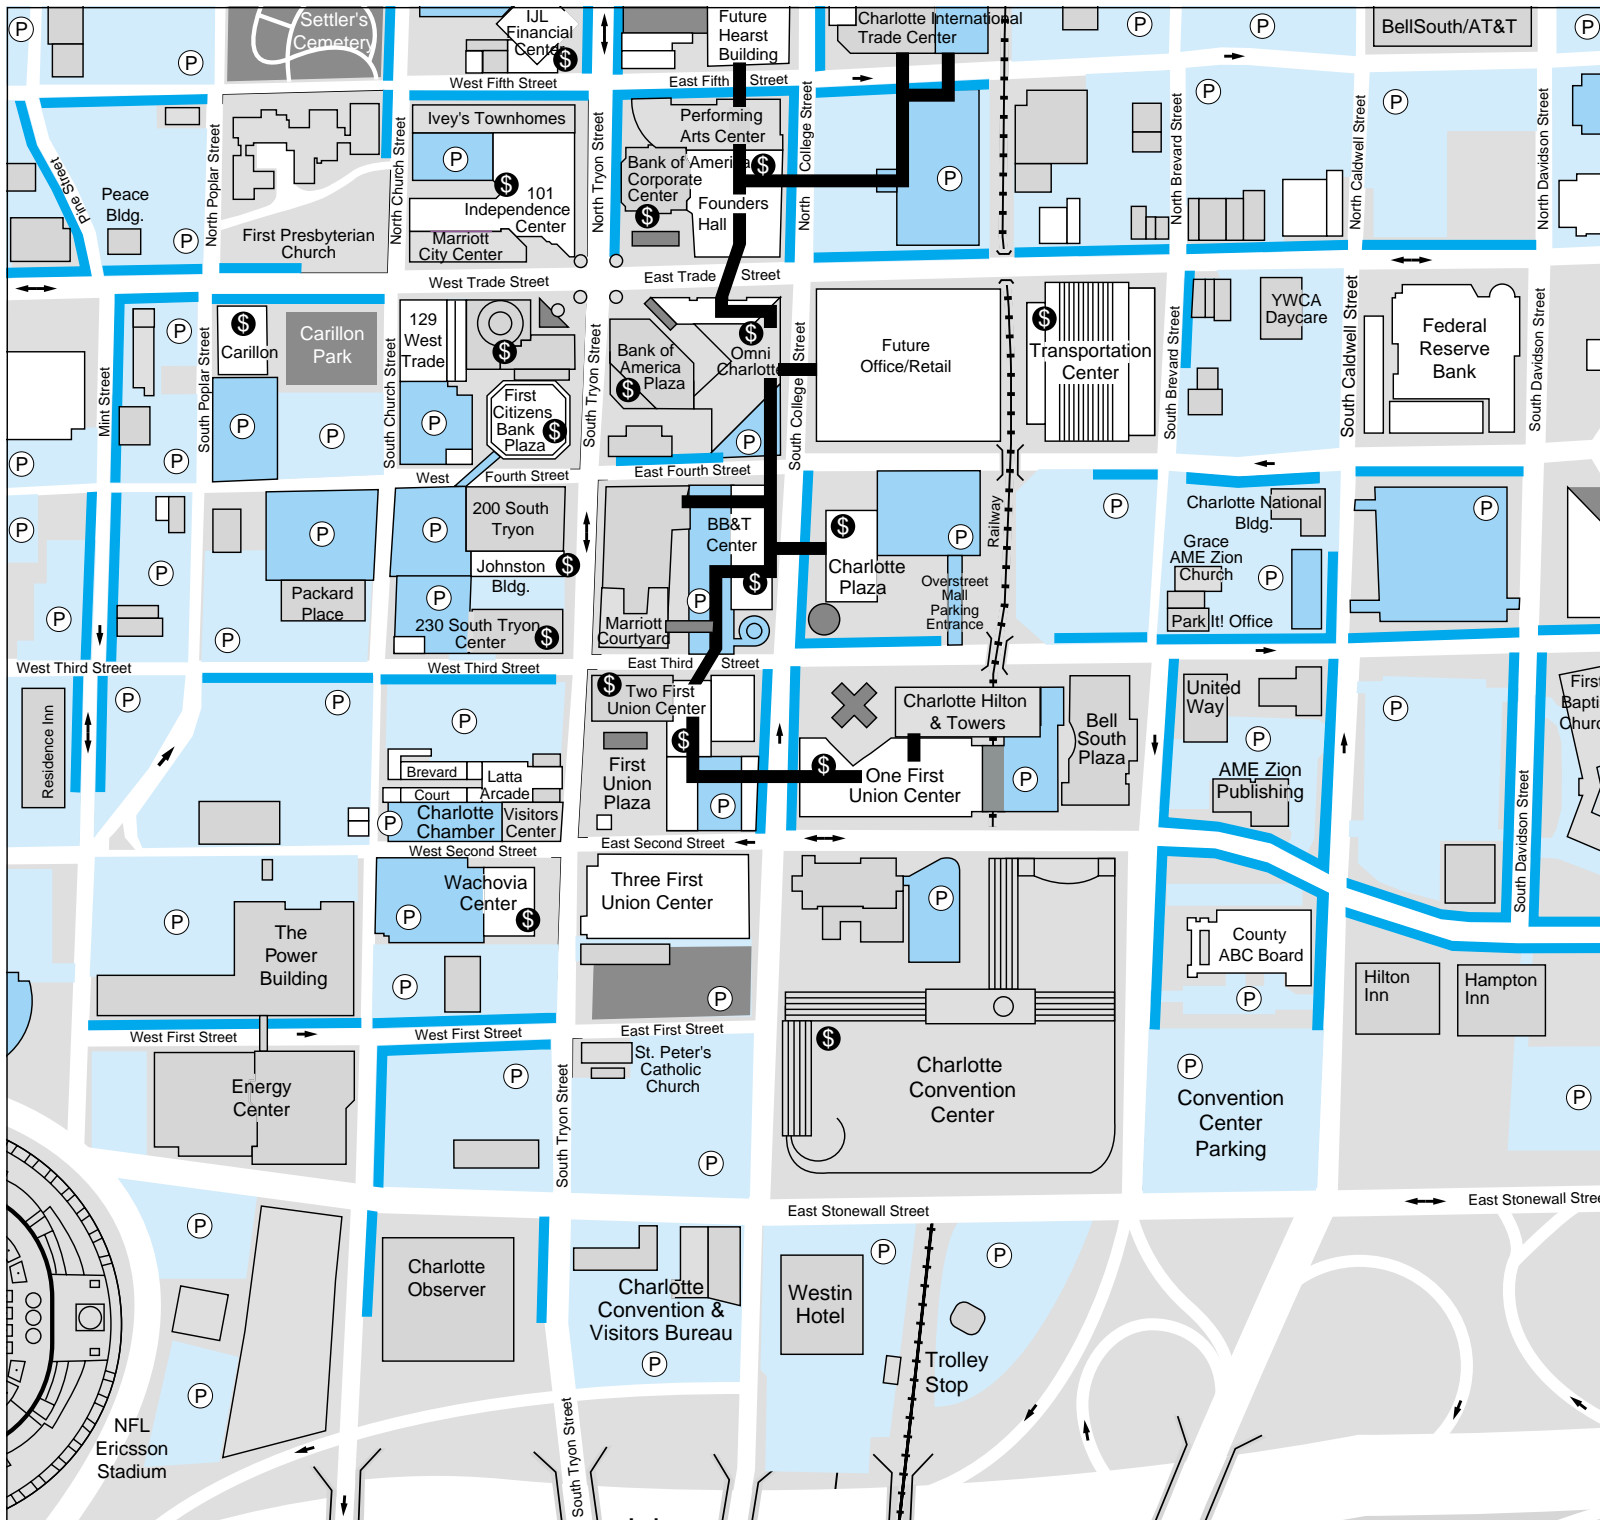 Settler's
Cemetery
IJL
Financial
Center
$
Future
Hearst
Building
Charlotte International
Trade Center
BellSouth/AT&T
P
P
P
P
P
West Fifth Street
East Fifth Street
Ivey's Townhomes
P
Performing
Arts Center
$
Bank of America
Corporate
Center
$
Founders
Hall
101
Independence
Center
$
Marriott
City Center
Peace
Bldg.
P
First Presbyterian
Church
P
P
P
Pine Street
North Poplar Street
North Church Street
North Tryon Street
North College Street
North Brevard Street
North Caldwell Street
North Davidson Street
West Trade Street
East Trade Street
P
$
Carillon
Carillon
Park
129
West
Trade
$
Bank of
America
Plaza
$
$
Omni
Charlotte
Future
Office/Retail
$
Transportation
Center
YWCA
Daycare
Federal
Reserve
Bank
First
Citizens
Bank
Plaza
$
P
P
P
P
P
P
Mint Street
South Poplar Street
South Church Street
South Tryon Street
South College Street
South Brevard Street
South Caldwell Street
South Davidson Street
West Fourth Street
East Fourth Street
P
P
P
200 South
Tryon
Johnston
Bldg.
$
BB&T
Center
$
P
$
Charlotte
Plaza
P
Overstreet
Mall
Parking
Entrance
Railway
P
Charlotte National
Bldg.
Grace
AME Zion
Church
P
Park It! Office
P
P
P
P
Packard
Place
P
230 South Tryon
Center
$
Marriott
Courtyard
West Third Street
West Third Street
East Third Street
Residence Inn
P
P
P
$
Two First
Union Center
$
First
Union
Plaza
P
$
One First
Union Center
Charlotte Hilton
& Towers
P
Bell
South
Plaza
United
Way
P
AME Zion
Publishing
P
First
Brevard
Court
Latta
Arcade
P
Charlotte
Chamber
Visitors
Center
South Davidson Street
West Second Street
East Second Street
P
Wachovia
Center
$
P
Three First
Union Center
P
County
ABC Board
P
The
Power
Building
P
P
Hilton
Inn
Hampton
Inn
West First Street
West First Street
East First Street
Energy
Center
P
St. Peter's
Catholic
Church
$
Charlotte
Convention
Center
P
Convention
Center
Parking
P
P
South Tryon Street
East Stonewall Street
East Stonewall Stree
P
Charlotte
Observer
Charlotte
Convention &
Visitors Bureau
P
Westin
Hotel
P
P
Trolley
Stop
P
NFL
Ericsson
Stadium
South Tryon Street